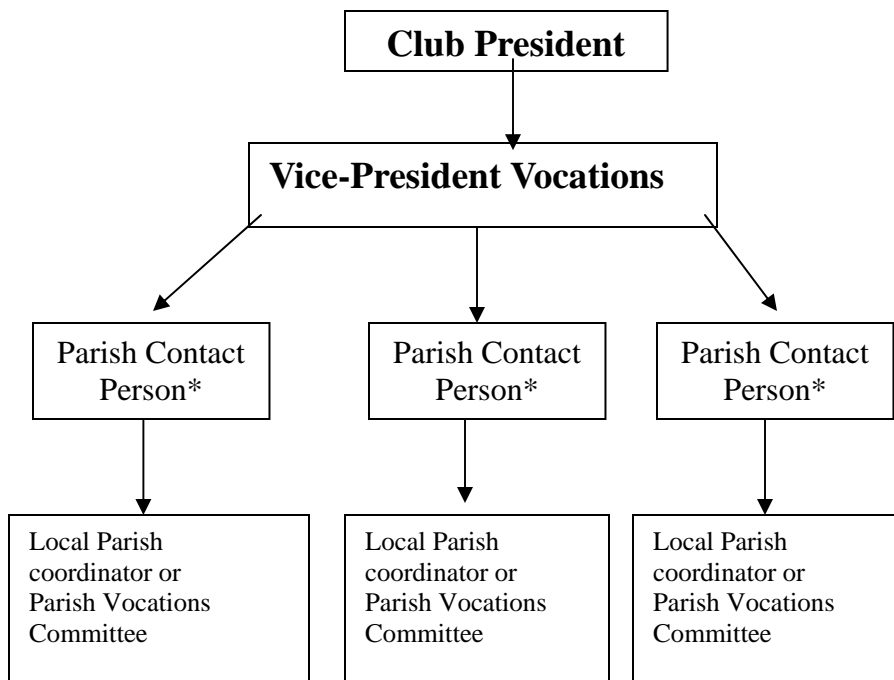 Club President
Vice-President Vocations
Parish Contact
Person*
Parish Contact
Person*
Parish Contact
Person*
Local Parish
coordinator or
Parish Vocations
Committee
Local Parish
coordinator or
Parish Vocations
Committee
Local Parish
coordinator or
Parish Vocations
Committee